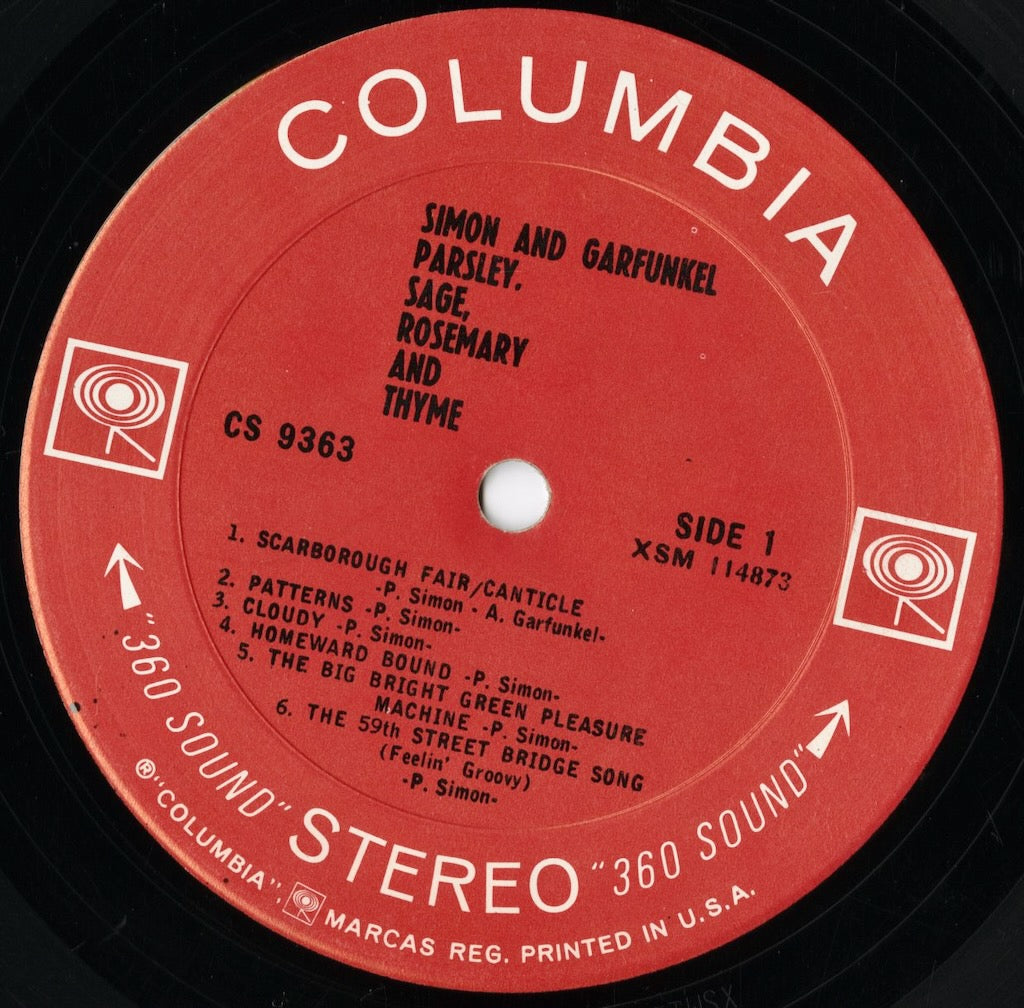 COLUMBIA
SIMON AND GARFUNKEL
PARSLEY,
SAGE,
ROSEMARY
AND
THYME
CS 9363
SIDE 1
XSM 114873
1. SCARBOROUGH FAIR/CANTICLE
-P. Simon - A. Garfunkel-
2. PATTERNS -P. Simon-
3. CLOUDY -P. Simon-
4. HOMEWARD BOUND -P. Simon-
5. THE BIG BRIGHT GREEN PLEASURE
MACHINE -P. Simon-
6. THE 59th STREET BRIDGE SONG
(Feelin' Groovy)
-P. Simon-
"360 SOUND" STEREO "360 SOUND"
® "COLUMBIA", MARCAS REG. PRINTED IN U.S.A.